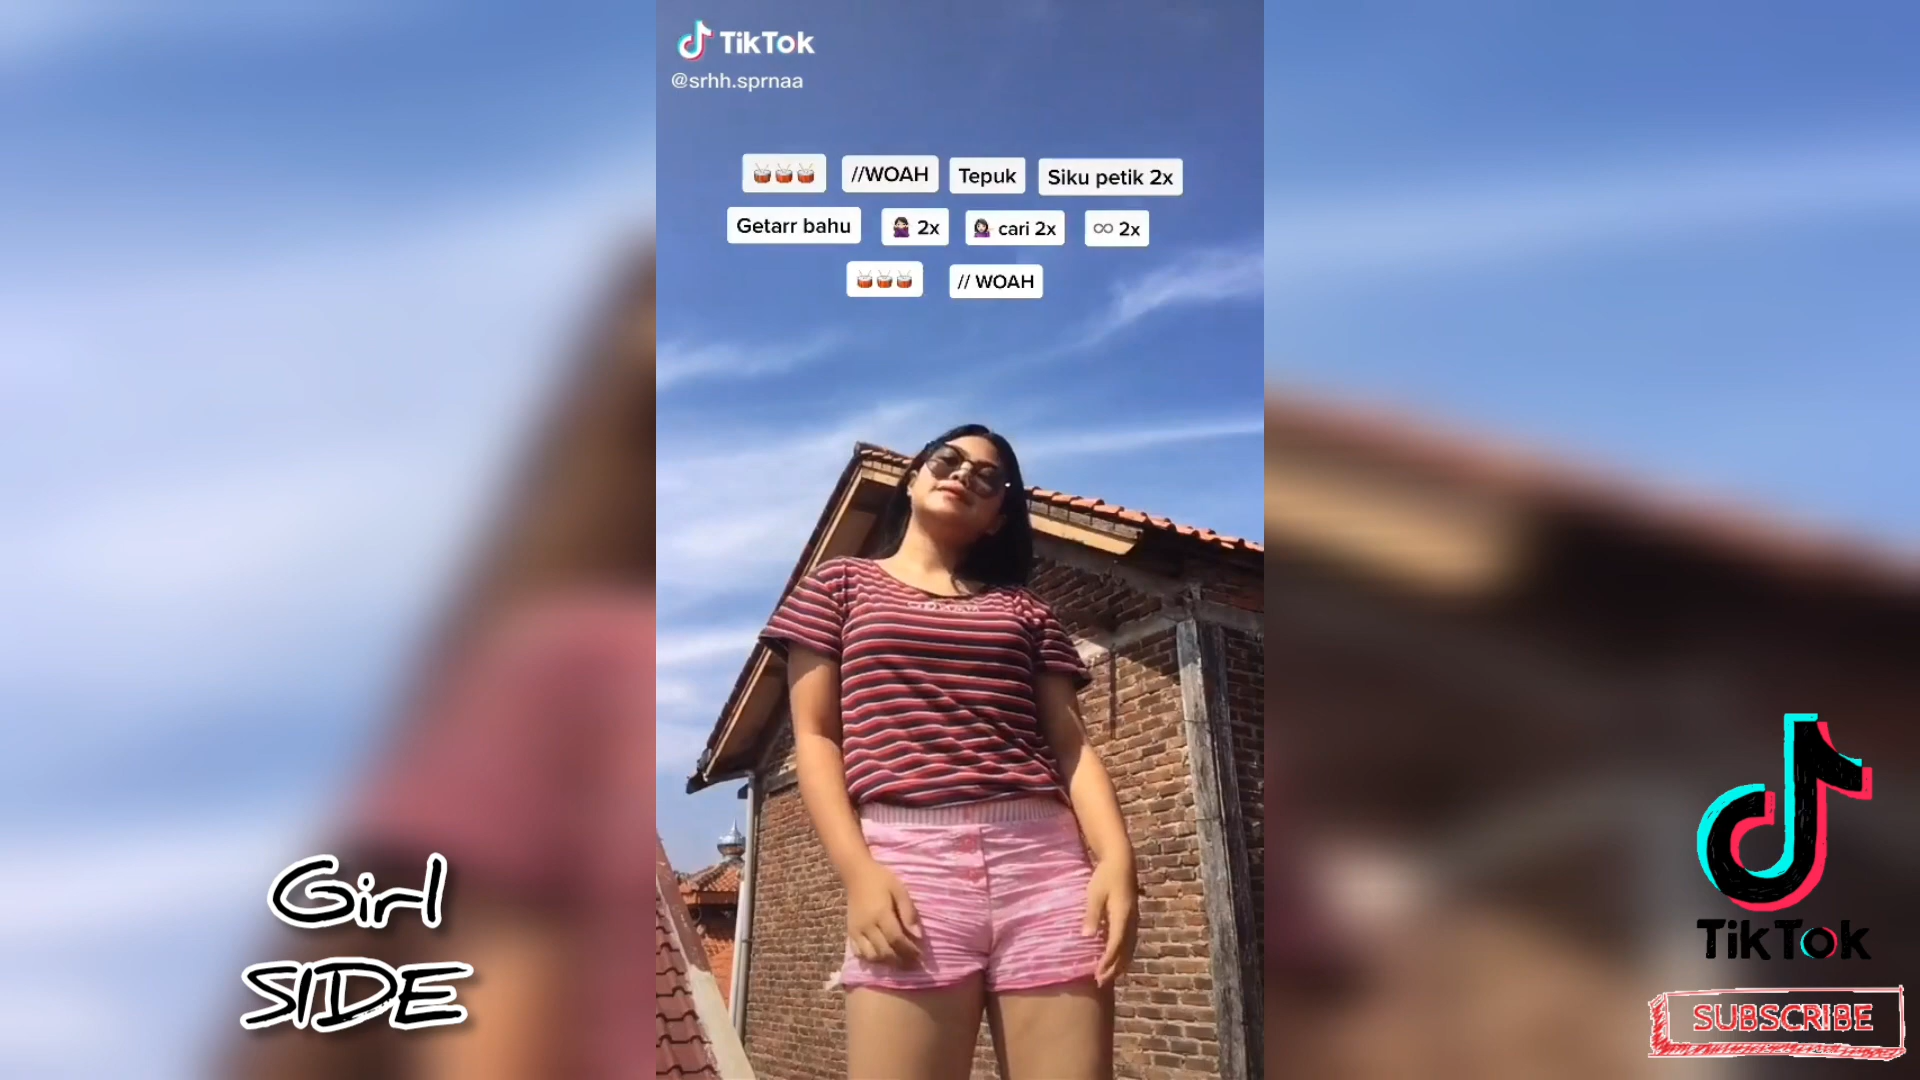 TikTok
@srhh.sprnaa
🥁🥁🥁 //WOAH Tepuk Siku petik 2x
Getarr bahu 2x cari 2x ∞ 2x
🥁🥁🥁 // WOAH
Girl
SIDE
TikTok
SUBSCRIBE